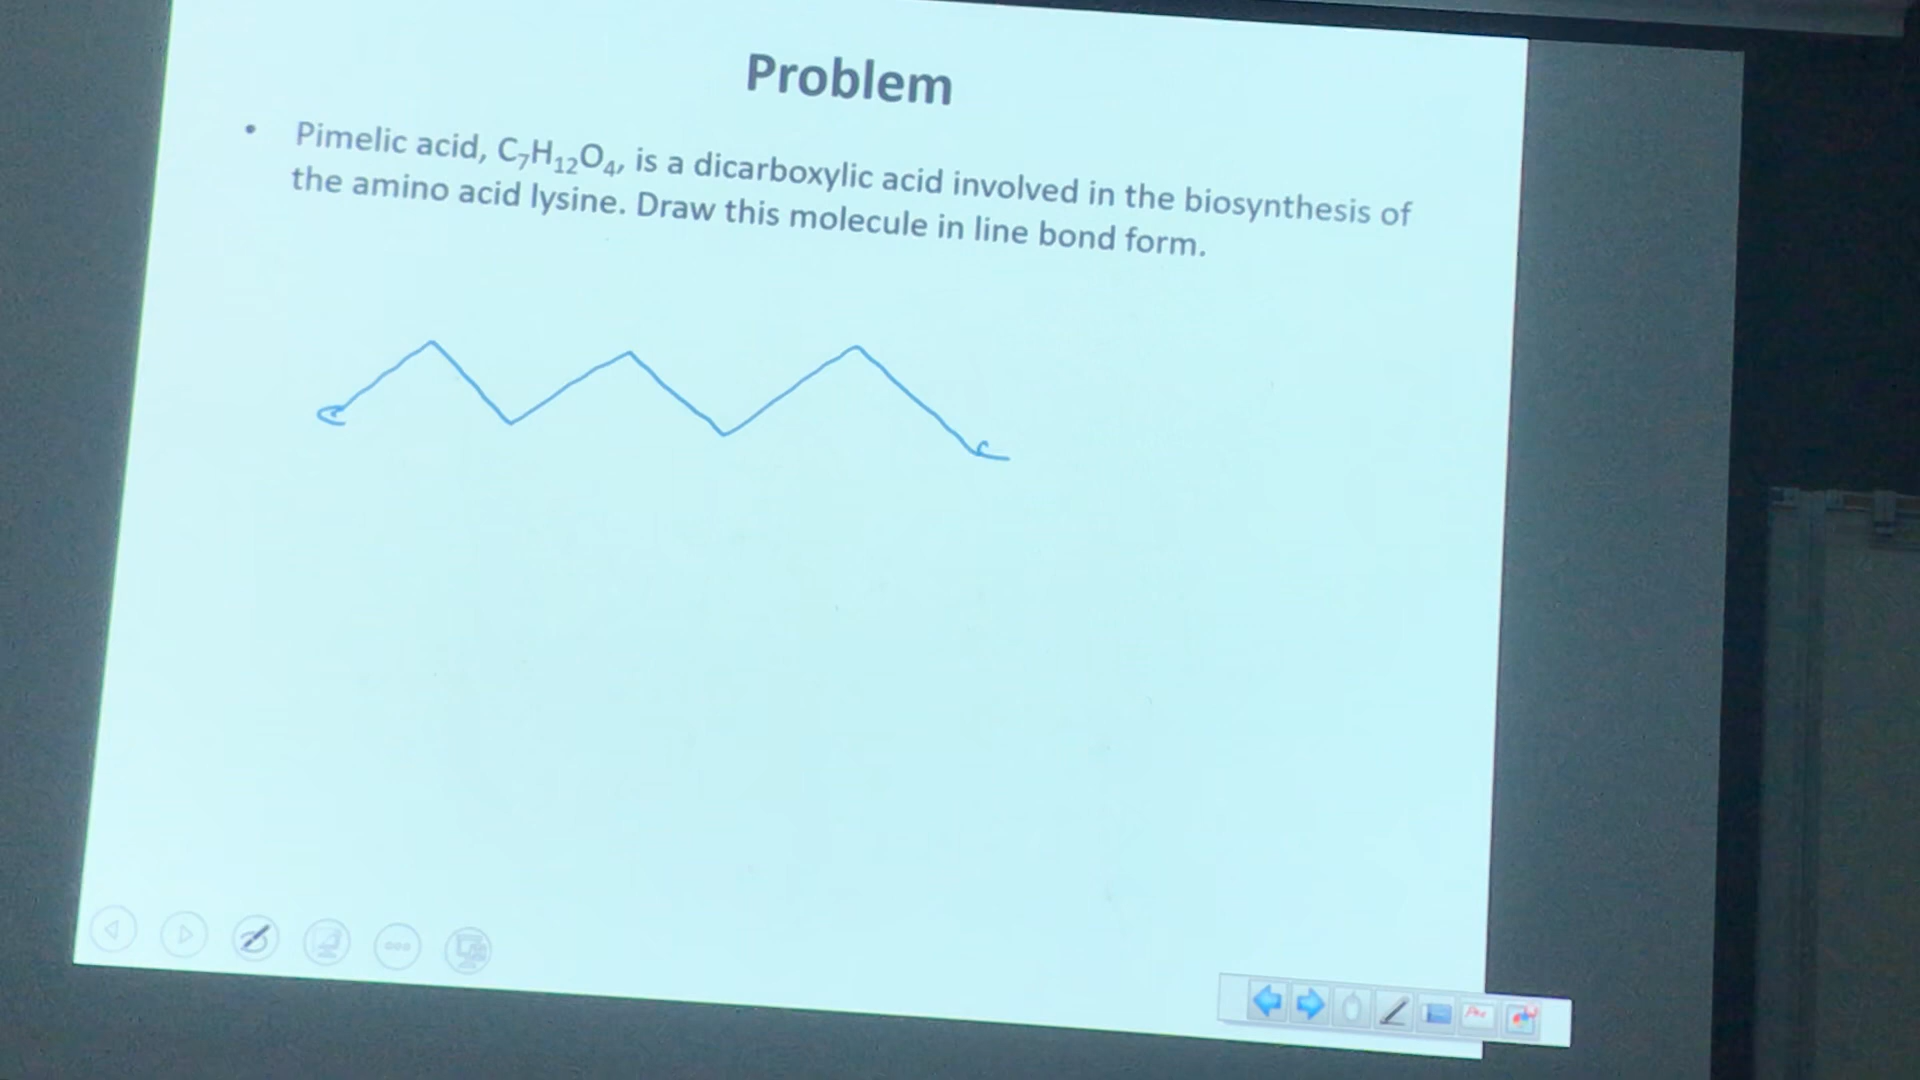 Problem
• Pimelic acid, C₇H₁₂O₄, is a dicarboxylic acid involved in the biosynthesis of
the amino acid lysine. Draw this molecule in line bond form.
C C